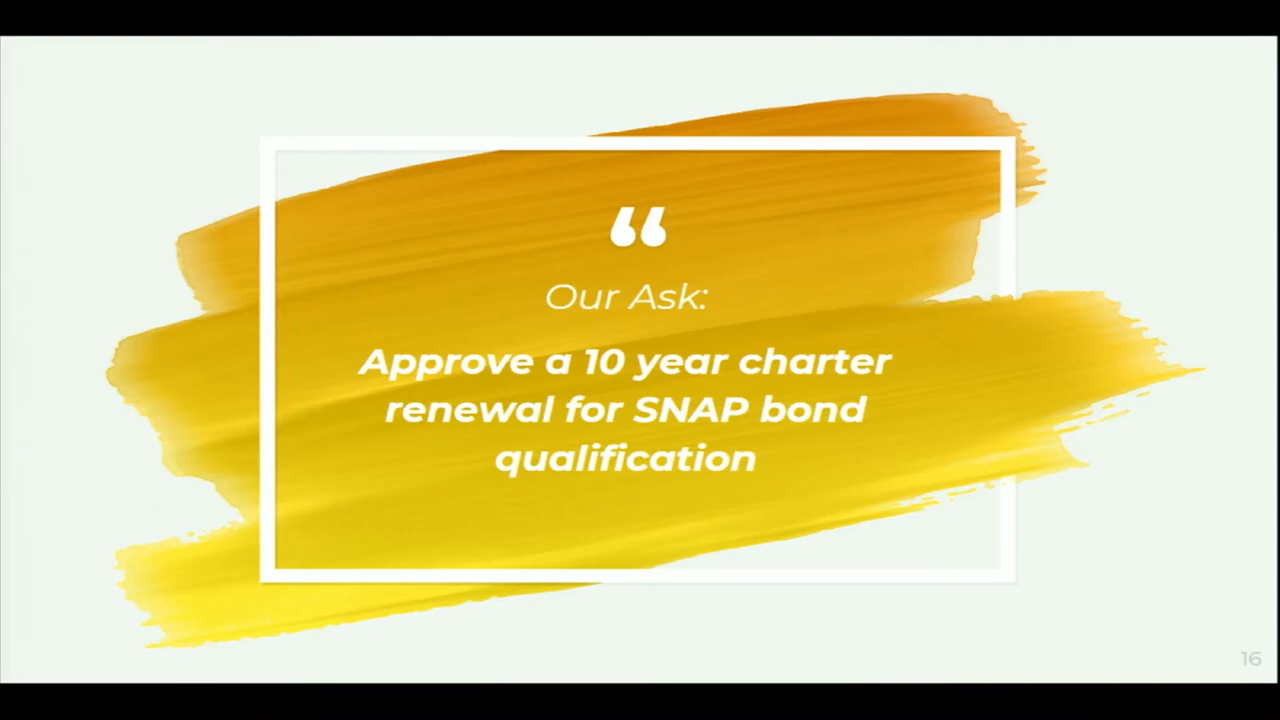 “
Our Ask:
Approve a 10 year charter
renewal for SNAP bond
qualification
16